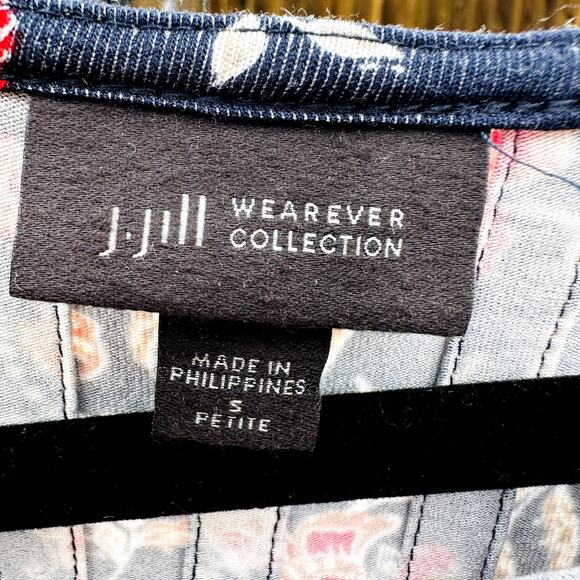 J.Jill WEAREVER
COLLECTION
MADE IN
PHILIPPINES
S
PETITE